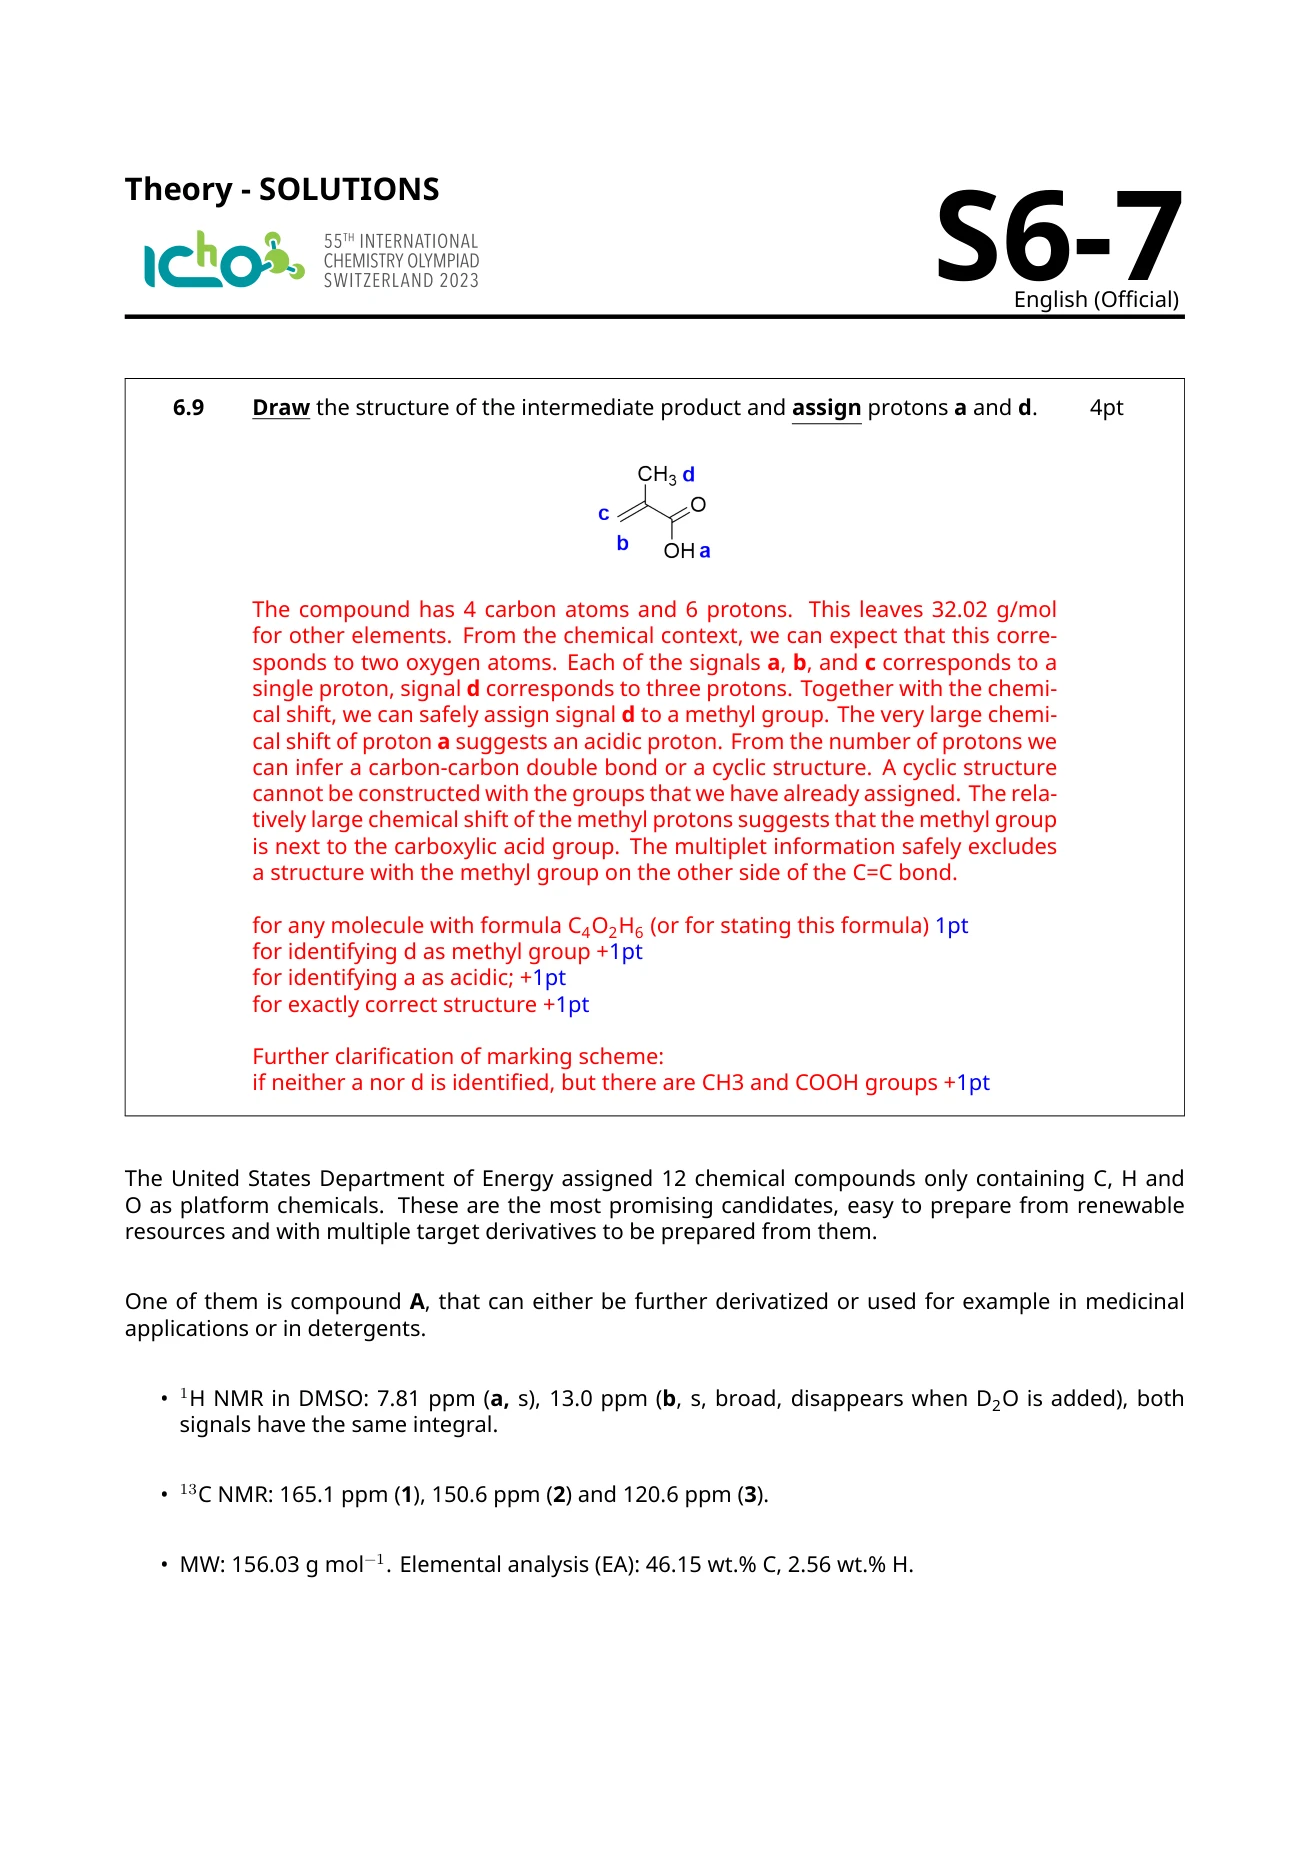 Theory - SOLUTIONS
IChO
55TH INTERNATIONAL
CHEMISTRY OLYMPIAD
SWITZERLAND 2023
S6-7
English (Official)
6.9 Draw the structure of the intermediate product and assign protons a and d. 4pt
CH3 d
c
O
b
OH a
The compound has 4 carbon atoms and 6 protons. This leaves 32.02 g/mol
for other elements. From the chemical context, we can expect that this corre-
sponds to two oxygen atoms. Each of the signals a, b, and c corresponds to a
single proton, signal d corresponds to three protons. Together with the chemi-
cal shift, we can safely assign signal d to a methyl group. The very large chemi-
cal shift of proton a suggests an acidic proton. From the number of protons we
can infer a carbon-carbon double bond or a cyclic structure. A cyclic structure
cannot be constructed with the groups that we have already assigned. The rela-
tively large chemical shift of the methyl protons suggests that the methyl group
is next to the carboxylic acid group. The multiplet information safely excludes
a structure with the methyl group on the other side of the C=C bond.
for any molecule with formula C4O2H6 (or for stating this formula) 1pt
for identifying d as methyl group +1pt
for identifying a as acidic; +1pt
for exactly correct structure +1pt
Further clarification of marking scheme:
if neither a nor d is identified, but there are CH3 and COOH groups +1pt
The United States Department of Energy assigned 12 chemical compounds only containing C, H and
O as platform chemicals. These are the most promising candidates, easy to prepare from renewable
resources and with multiple target derivatives to be prepared from them.
One of them is compound A, that can either be further derivatized or used for example in medicinal
applications or in detergents.
• 1H NMR in DMSO: 7.81 ppm (a, s), 13.0 ppm (b, s, broad, disappears when D2O is added), both
signals have the same integral.
• 13C NMR: 165.1 ppm (1), 150.6 ppm (2) and 120.6 ppm (3).
• MW: 156.03 g mol−1. Elemental analysis (EA): 46.15 wt.% C, 2.56 wt.% H.